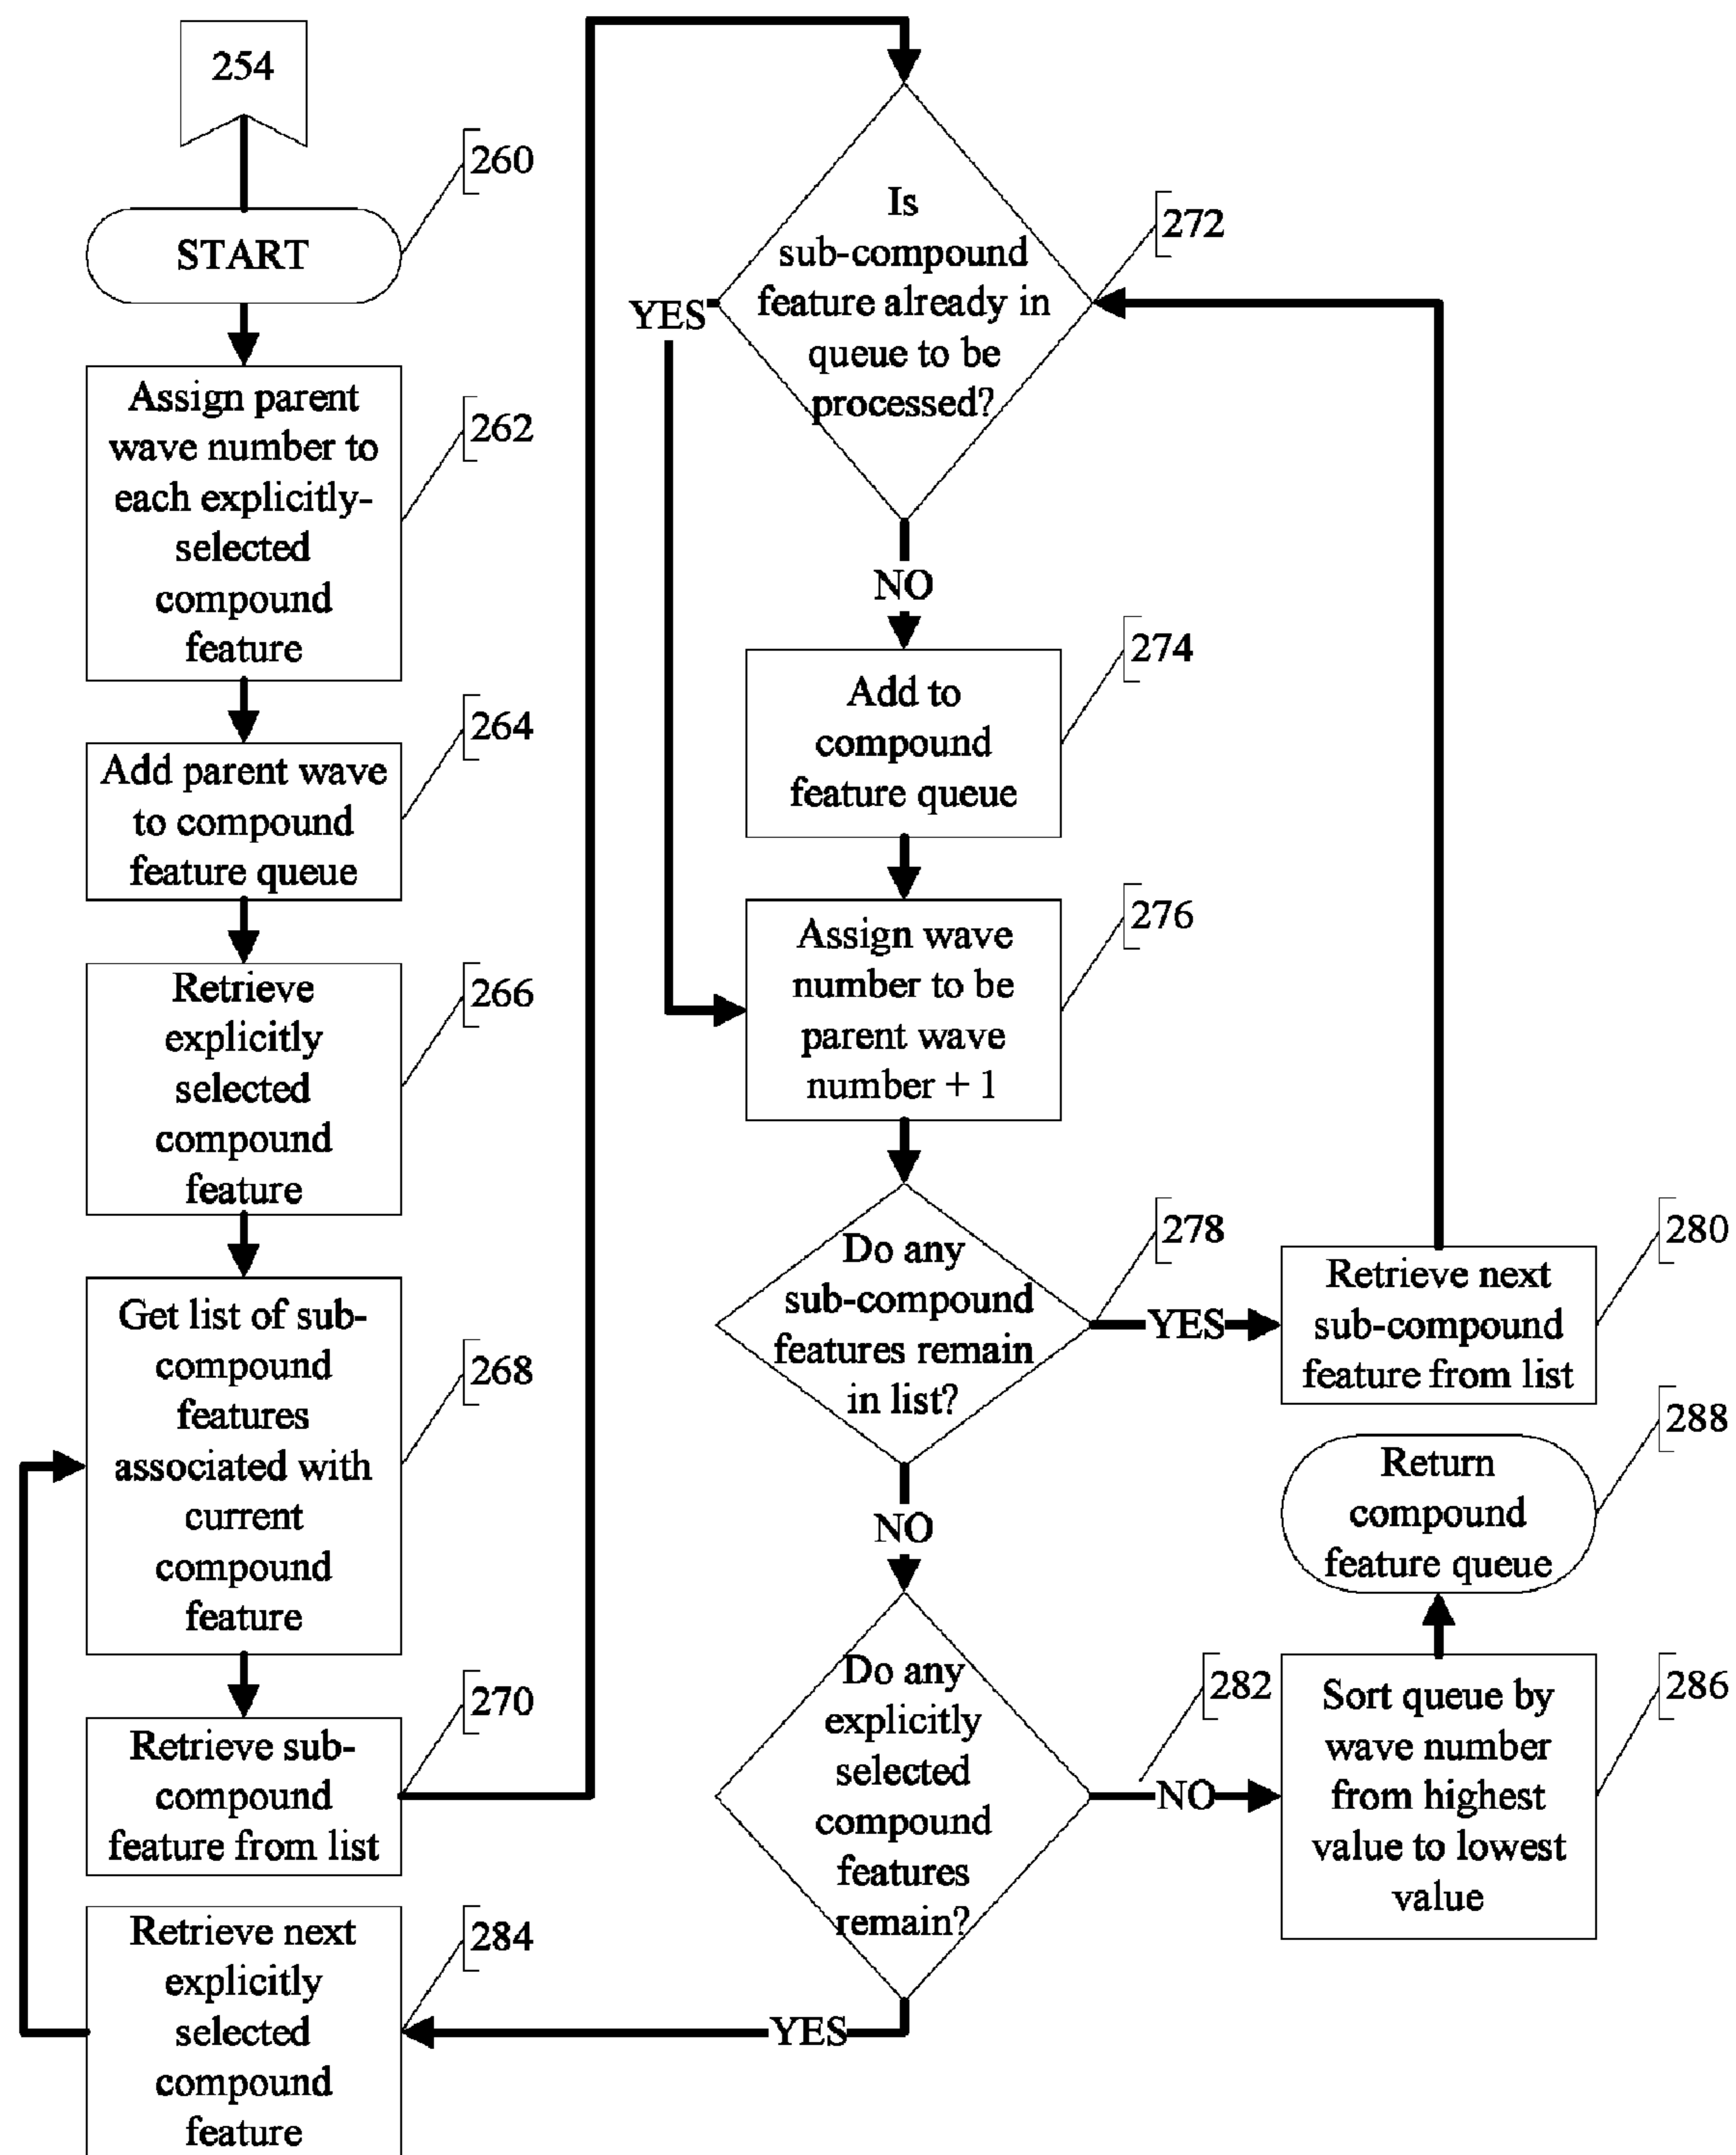 254
260
START
Assign parent
wave number to
each explicitly-
selected
compound
feature
262
Add parent wave
to compound
feature queue
264
Retrieve
explicitly
selected
compound
feature
266
Get list of sub-
compound
features
associated with
current
compound
feature
268
Retrieve sub-
compound
feature from list
270
Is
sub-compound
feature already in
queue to be
processed?
272
YES
NO
Add to
compound
feature queue
274
Assign wave
number to be
parent wave
number + 1
276
Do any
sub-compound
features remain
in list?
278
YES
Retrieve next
sub-compound
feature from list
280
NO
Do any
explicitly
selected
compound
features
remain?
282
YES
Retrieve next
explicitly
selected
compound
feature
284
NO
Sort queue by
wave number
from highest
value to lowest
value
286
Return
compound
feature queue
288